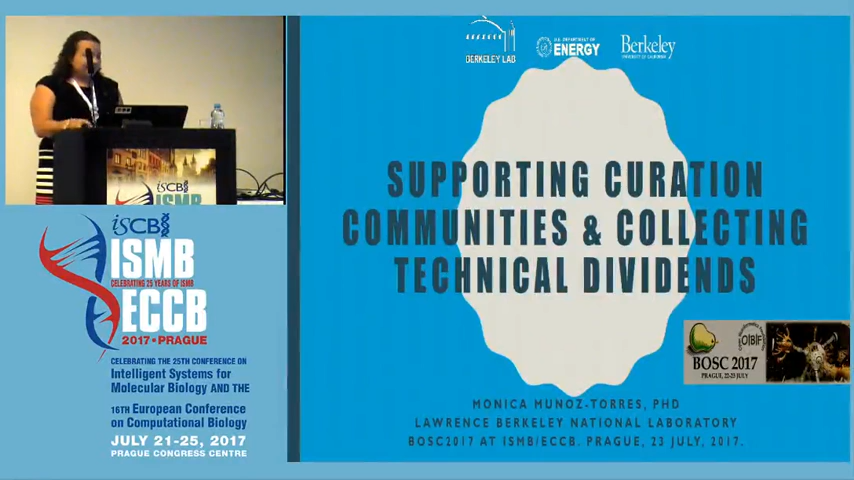 iSCB
ISMB
iSCB
ISMB
CELEBRATING 25 YEARS OF ISMB
ECCB
2017 • PRAGUE
CELEBRATING THE 25TH CONFERENCE ON
Intelligent Systems for
Molecular Biology AND THE
16TH European Conference
on Computational Biology
JULY 21-25, 2017
PRAGUE CONGRESS CENTRE
BERKELEY LAB
U.S. DEPARTMENT OF
ENERGY
Berkeley
UNIVERSITY OF CALIFORNIA
SUPPORTING CURATION
COMMUNITIES & COLLECTING
TECHNICAL DIVIDENDS
BOSC 2017
PRAGUE, 22-23 JULY
O|B|F
MONICA MUNOZ-TORRES, PHD
LAWRENCE BERKELEY NATIONAL LABORATORY
BOSC2017 AT ISMB/ECCB. PRAGUE, 23 JULY, 2017.